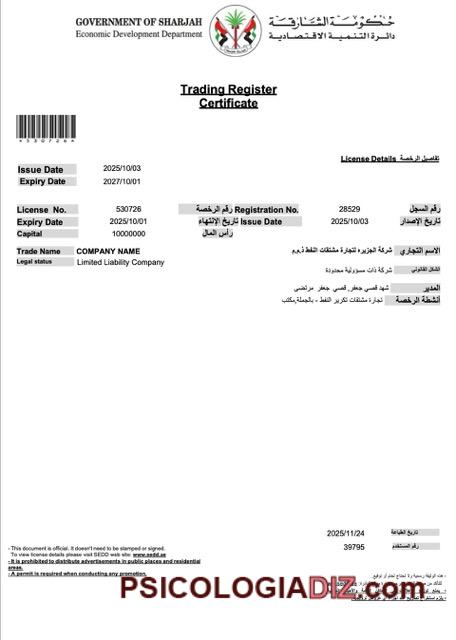 GOVERNMENT OF SHARJAH
Economic Development Department
حكومة الشارقة
دائرة التنمية الاقتصادية
Trading Register
Certificate
*530726*
License Details تفاصيل الرخصة
Issue Date 2025/10/03
Expiry Date 2027/10/01
License No. 530726 رقم الرخصة Registration No. 28529 رقم السجل
Expiry Date 2025/10/01 تاريخ الإنتهاء Issue Date 2025/10/03 تاريخ الإصدار
Capital 10000000 رأس المال
Trade Name COMPANY NAME شركة الجزيره لتجارة مشتقات النفط ذ.م.م الاسم التجاري
Legal status Limited Liability Company شركة ذات مسؤولية محدودة الشكل القانوني
شهد قصي جعفر, قصي جعفر مرتضى المدير
تجارة مشتقات تكرير النفط - بالجملة,مكتب أنشطة الرخصة
2025/11/24 تاريخ الطباعة
39795 رقم المستخدم
- This document is official. It doesn't need to be stamped or signed.
To view license details please visit SEDD web site: www.sedd.ae
- It is prohibited to distribute advertisements in public places and residential
areas.
- A permit is required when conducting any promotion.
- هذه الوثيقة رسمية ولا تحتاج لختم أو توقيع.
PSICOLOGIADIZ.com